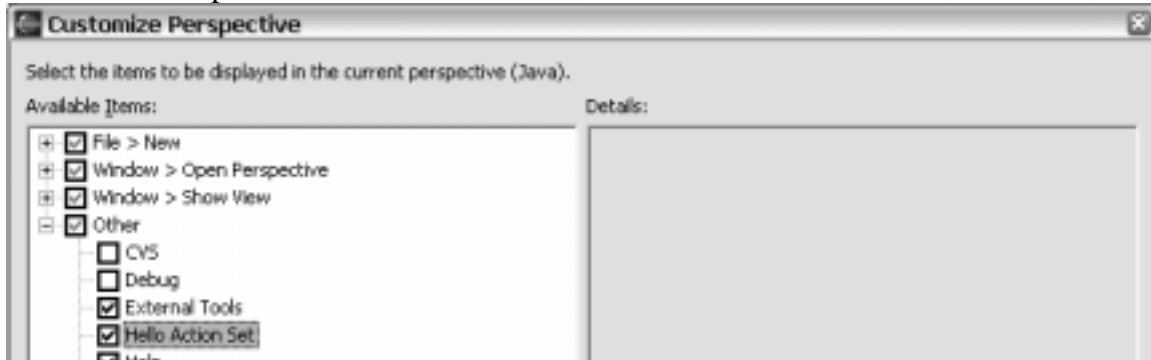 Customize Perspective
Select the items to be displayed in the current perspective (Java).
Available Items:
Details:
File > New
Window > Open Perspective
Window > Show View
Other
CVS
Debug
External Tools
Hello Action Set
Help